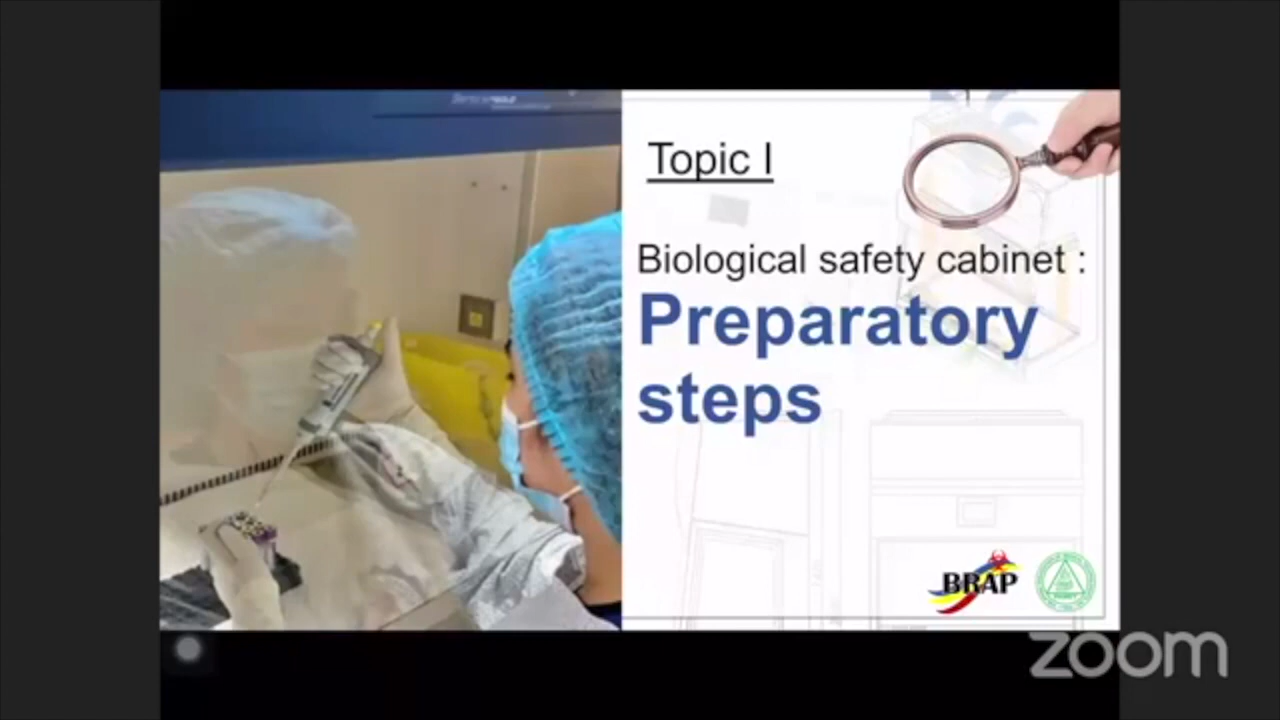 Topic I
Biological safety cabinet :
Preparatory
steps
BRAP
zoom